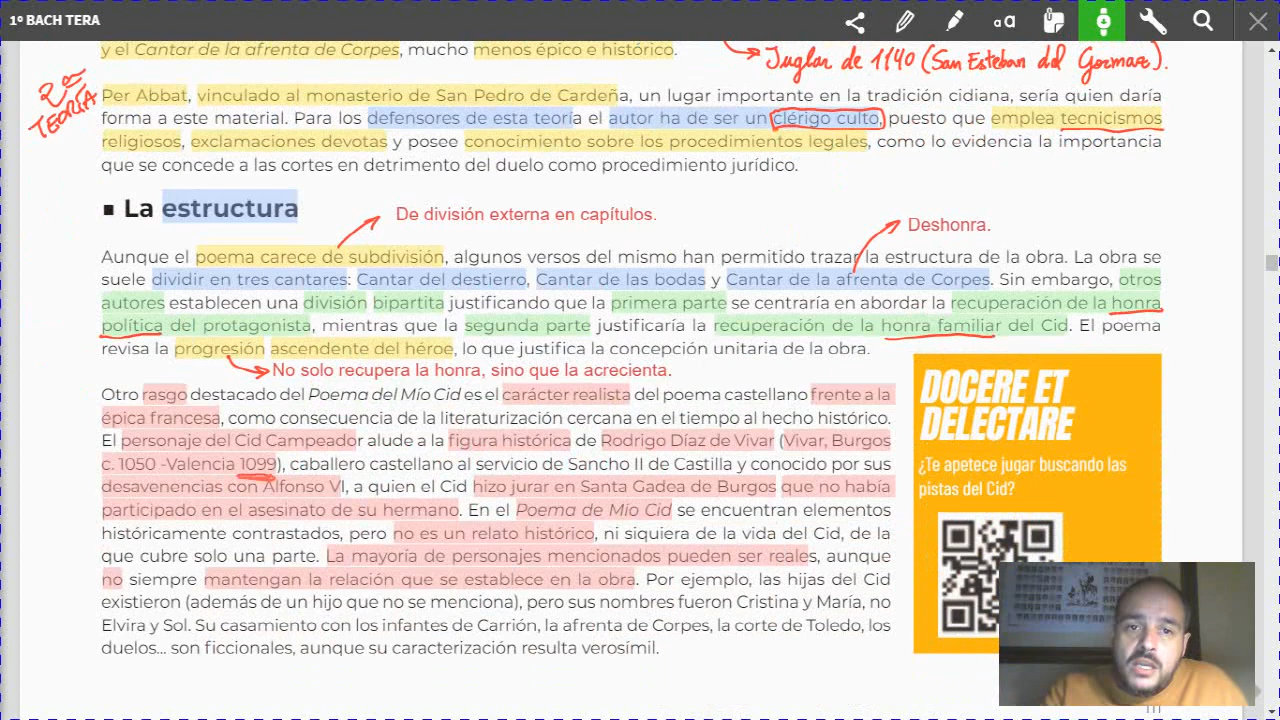 1º BACH TERA
aa
y el Cantar de la afrenta de Corpes, mucho menos épico e histórico.
Juglar de 1140 (San Esteban del Gormaz).
2ª TEORÍA
Per Abbat, vinculado al monasterio de San Pedro de Cardeña, un lugar importante en la tradición cidiana, sería quien daría
forma a este material. Para los defensores de esta teoría el autor ha de ser un clérigo culto, puesto que emplea tecnicismos
religiosos, exclamaciones devotas y posee conocimiento sobre los procedimientos legales, como lo evidencia la importancia
que se concede a las cortes en detrimento del duelo como procedimiento jurídico.
▪ La estructura
De división externa en capítulos.
Deshonra.
Aunque el poema carece de subdivisión, algunos versos del mismo han permitido trazar la estructura de la obra. La obra se
suele dividir en tres cantares: Cantar del destierro, Cantar de las bodas y Cantar de la afrenta de Corpes. Sin embargo, otros
autores establecen una división bipartita justificando que la primera parte se centraría en abordar la recuperación de la honra
política del protagonista, mientras que la segunda parte justificaría la recuperación de la honra familiar del Cid. El poema
revisa la progresión ascendente del héroe, lo que justifica la concepción unitaria de la obra.
No solo recupera la honra, sino que la acrecienta.
Otro rasgo destacado del Poema del Mío Cid es el carácter realista del poema castellano frente a la
épica francesa, como consecuencia de la literaturización cercana en el tiempo al hecho histórico.
El personaje del Cid Campeador alude a la figura histórica de Rodrigo Díaz de Vivar (Vivar, Burgos
c. 1050 -Valencia 1099), caballero castellano al servicio de Sancho II de Castilla y conocido por sus
desavenencias con Alfonso VI, a quien el Cid hizo jurar en Santa Gadea de Burgos que no había
participado en el asesinato de su hermano. En el Poema de Mio Cid se encuentran elementos
históricamente contrastados, pero no es un relato histórico, ni siquiera de la vida del Cid, de la
que cubre solo una parte. La mayoría de personajes mencionados pueden ser reales, aunque
no siempre mantengan la relación que se establece en la obra. Por ejemplo, las hijas del Cid
existieron (además de un hijo que no se menciona), pero sus nombres fueron Cristina y María, no
Elvira y Sol. Su casamiento con los infantes de Carrión, la afrenta de Corpes, la corte de Toledo, los
duelos... son ficcionales, aunque su caracterización resulta verosímil.
DOCERE ET
DELECTARE
¿Te apetece jugar buscando las
pistas del Cid?